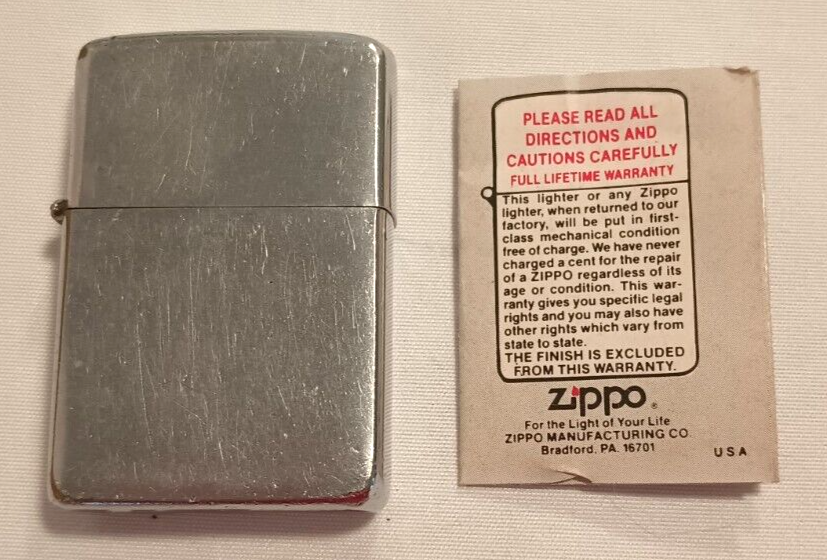 PLEASE READ ALL
DIRECTIONS AND
CAUTIONS CAREFULLY
FULL LIFETIME WARRANTY
This lighter or any Zippo
lighter, when returned to our
factory, will be put in first-
class mechanical condition
free of charge. We have never
charged a cent for the repair
of a ZIPPO regardless of its
age or condition. This war-
ranty gives you specific legal
rights and you may also have
other rights which vary from
state to state.
THE FINISH IS EXCLUDED
FROM THIS WARRANTY.
Zippo®
For the Light of Your Life
ZIPPO MANUFACTURING CO.
Bradford, PA. 16701
USA